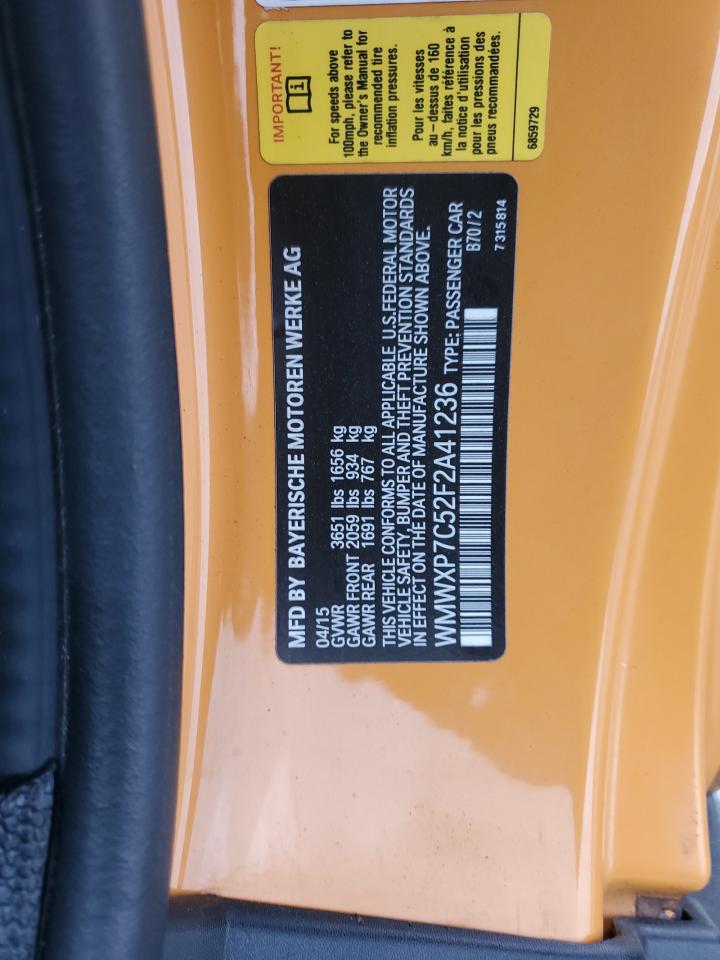 MFD BY BAYERISCHE MOTOREN WERKE AG
04/15
GVWR 3651 lbs 1656 kg
GAWR FRONT 2059 lbs 934 kg
GAWR REAR 1691 lbs 767 kg
THIS VEHICLE CONFORMS TO ALL APPLICABLE U.S.FEDERAL MOTOR
VEHICLE SAFETY, BUMPER AND THEFT PREVENTION STANDARDS
IN EFFECT ON THE DATE OF MANUFACTURE SHOWN ABOVE.
WMWXP7C52F2A41236 TYPE: PASSENGER CAR
B70/2
7 315 814
IMPORTANT!
For speeds above
100mph, please refer to
the Owner's Manual for
recommended tire
inflation pressures.
Pour les vitesses
au-dessus de 160
km/h, faites référence à
la notice d'utilisation
pour les pressions des
pneus recommandées.
6859729